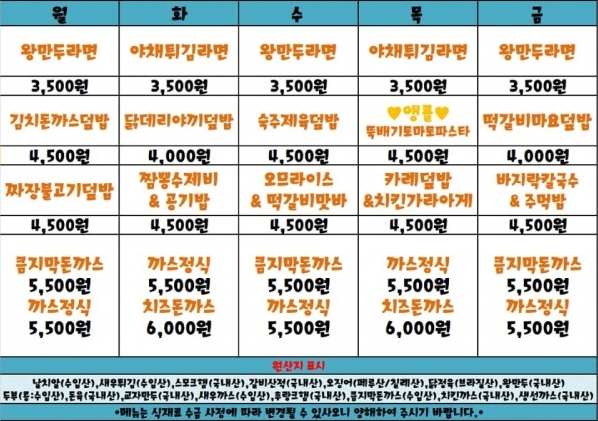 월 화 수 목 금
왕만두라면 야채튀김라면 왕만두라면 야채튀김라면 왕만두라면
3,500원 3,500원 3,500원 3,500원 3,500원
김치돈까스덮밥 닭데리야끼덮밥 숙주제육덮밥 ♥앵콜♥ 뚝배기토마토파스타 떡갈비마요덮밥
4,500원 4,000원 4,500원 4,500원 4,000원
짜장불고기덮밥 짬뽕수제비 & 공기밥 오므라이스 & 떡갈비맛바 카레덮밥 &치킨가라아게 바지락칼국수 & 주먹밥
4,500원 4,500원 4,500원 4,500원 4,500원
큼지막돈까스 까스정식 큼지막돈까스 까스정식 큼지막돈까스
5,500원 5,500원 5,500원 5,500원 5,500원
까스정식 치즈돈까스 까스정식 치즈돈까스 까스정식
5,500원 6,000원 5,500원 6,000원 5,500원
원산지 표시
날치알(수입산),새우튀김(수입산),스모크햄(국내산),갈비산적(국내산),오징어(페루산/칠레산),닭정육(브라질산),왕만두(국내산)
두부(콩:수입산),돈육(국내산),교자만두(국내산),새우까스(수입산),후랑크햄(국내산),큼지막돈까스(수입산),치킨까스(국내산),생선까스(국내산)
*메뉴는 식재료 수급 사정에 따라 변경될 수 있사오니 양해하여 주시기 바랍니다.*